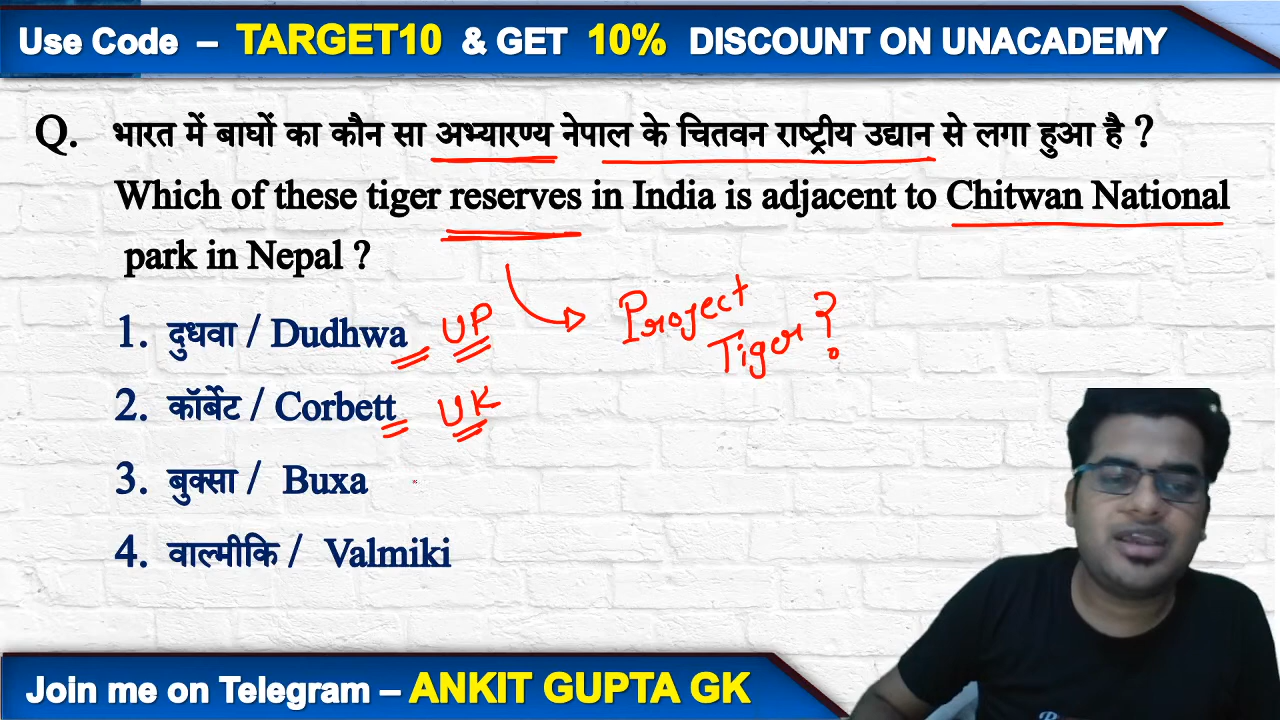 Use Code – TARGET10 & GET 10% DISCOUNT ON UNACADEMY
Q. भारत में बाघों का कौन सा अभ्यारण्य नेपाल के चितवन राष्ट्रीय उद्यान से लगा हुआ है ?
Which of these tiger reserves in India is adjacent to Chitwan National
park in Nepal ?
Project
Tiger ?
1. दुधवा / Dudhwa UP
2. कॉर्बेट / Corbett UK
3. बुक्सा / Buxa
4. वाल्मीकि / Valmiki
Join me on Telegram – ANKIT GUPTA GK